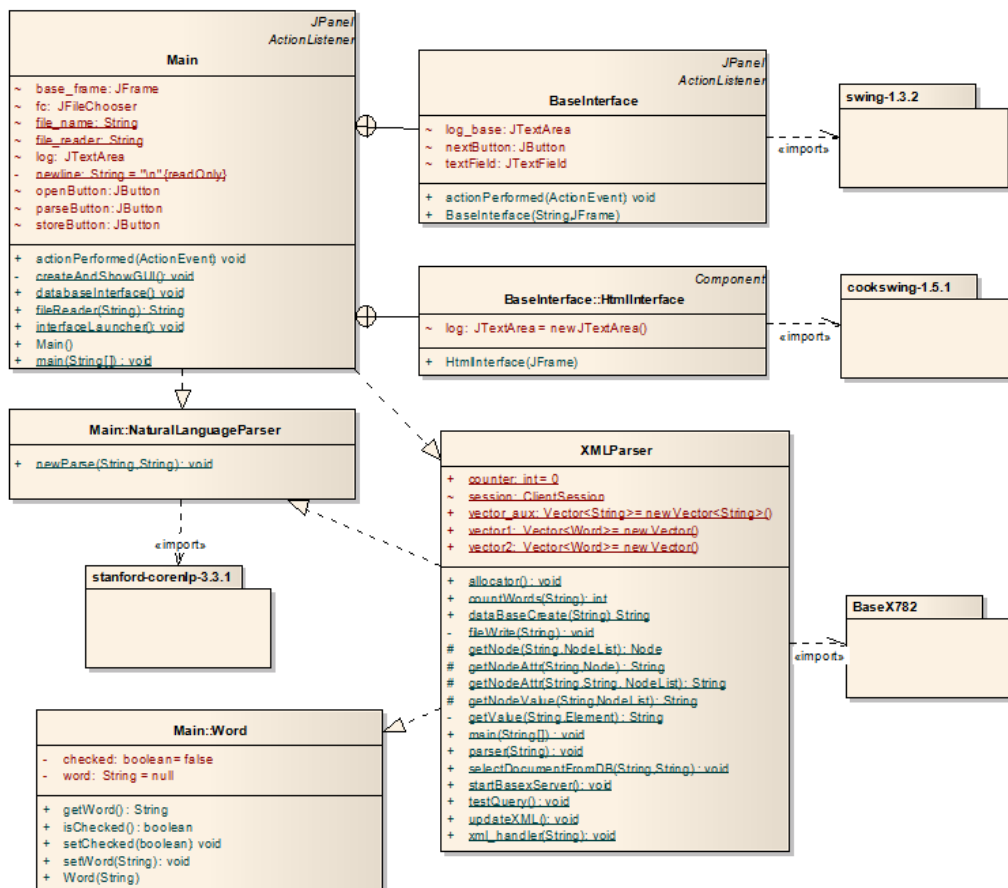 JPanel
ActionListener
Main
~ base_frame: JFrame
~ fc: JFileChooser
~ file_name: String
~ file_reader: String
~ log: JTextArea
- newline: String = "\n" {readOnly}
~ openButton: JButton
~ parseButton: JButton
~ storeButton: JButton
+ actionPerformed(ActionEvent) void
- createAndShowGUI(): void
+ databaseInterface() void
+ fileReader(String): String
+ interfaceLauncher(): void
+ Main()
+ main(String[]) : void
JPanel
ActionListener
BaseInterface
~ log_base: JTextArea
~ nextButton: JButton
~ textField: JTextField
+ actionPerformed(ActionEvent) void
+ BaseInterface(String,JFrame)
«import»
swing-1.3.2
Component
BaseInterface::HtmlInterface
~ log: JTextArea = new JTextArea()
+ HtmlInterface(JFrame)
«import»
cookswing-1.5.1
Main::NaturalLanguageParser
+ newParse(String,String): void
«import»
stanford-corenlp-3.3.1
XMLParser
+ counter: int = 0
~ session: ClientSession
+ vector_aux: Vector<String> = new Vector<String>()
+ vector1: Vector<Word> = new Vector()
+ vector2: Vector<Word> = new Vector()
+ allocator() : void
+ countWords(String): int
+ dataBaseCreate(String) String
- fileWrite(String) : void
# getNode(String,NodeList): Node
# getNodeAttr(String,Node) : String
# getNodeAttr(String,String, NodeList): String
# getNodeValue(String,NodeList): String
- getValue(String,Element) : String
+ main(String[]): void
+ parser(String) : void
+ selectDocumentFromDB(String,String) : void
+ startBasexServer(): void
+ testQuery() : void
+ updateXML(): void
+ xml_handler(String): void
«import»
BaseX782
Main::Word
- checked: boolean = false
- word: String = null
+ getWord() : String
+ isChecked() : boolean
+ setChecked(boolean) void
+ setWord(String) : void
+ Word(String)